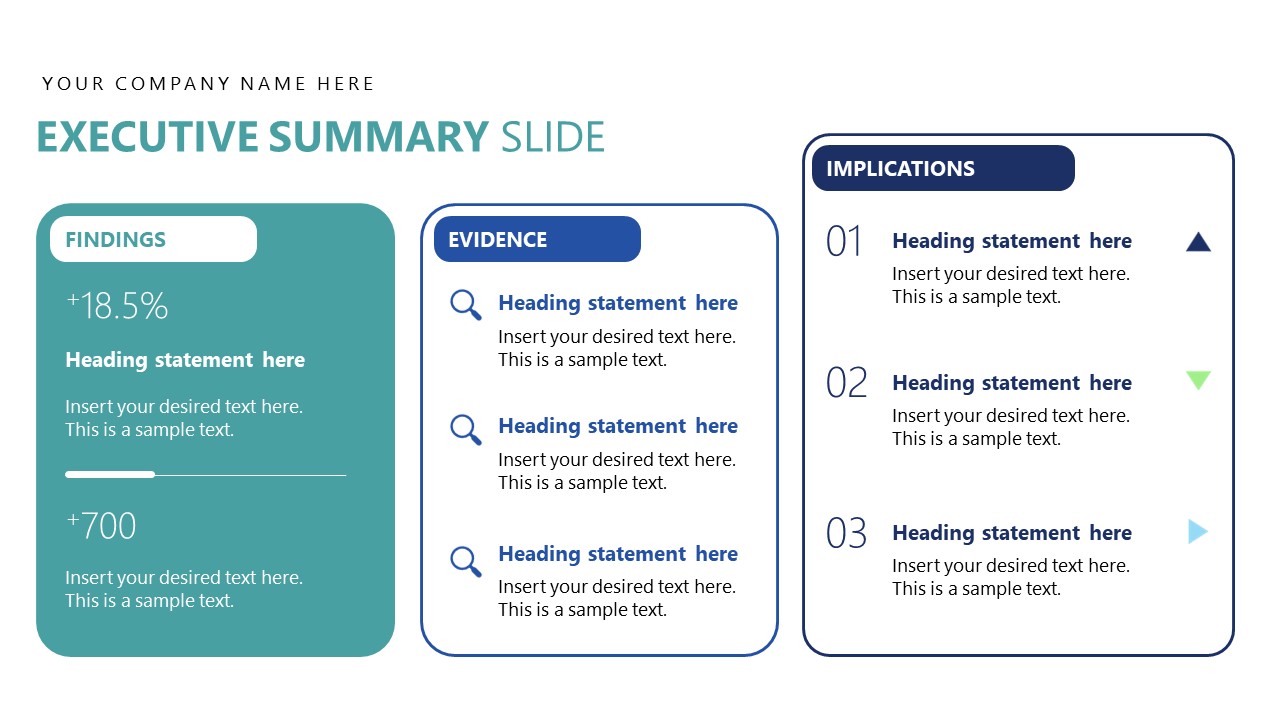 YOUR COMPANY NAME HERE
EXECUTIVE SUMMARY SLIDE
FINDINGS
+18.5%
Heading statement here
Insert your desired text here.
This is a sample text.
+700
Insert your desired text here.
This is a sample text.
EVIDENCE
Heading statement here
Insert your desired text here.
This is a sample text.
Heading statement here
Insert your desired text here.
This is a sample text.
Heading statement here
Insert your desired text here.
This is a sample text.
IMPLICATIONS
01
Heading statement here
Insert your desired text here.
This is a sample text.
02
Heading statement here
Insert your desired text here.
This is a sample text.
03
Heading statement here
Insert your desired text here.
This is a sample text.